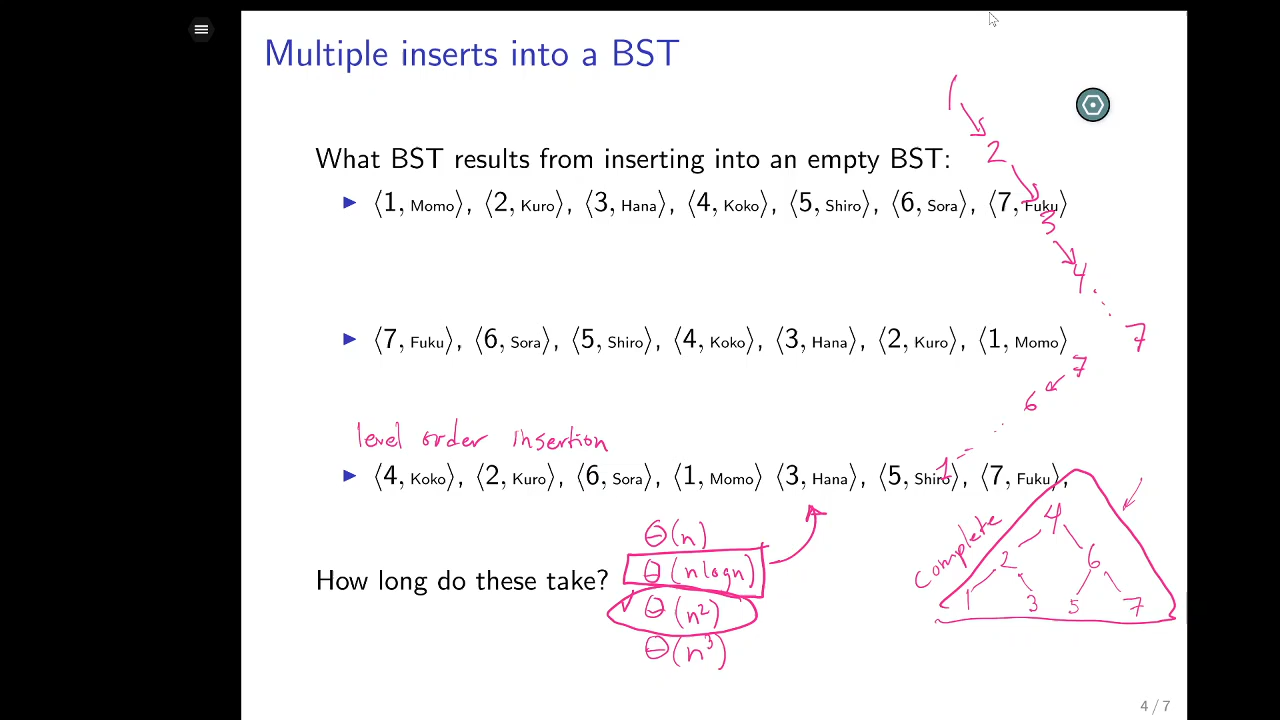 Multiple inserts into a BST
1
2
What BST results from inserting into an empty BST:
▶ ⟨1, Momo⟩, ⟨2, Kuro⟩, ⟨3, Hana⟩, ⟨4, Koko⟩, ⟨5, Shiro⟩, ⟨6, Sora⟩, ⟨7, Fuku⟩
3
4
7
▶ ⟨7, Fuku⟩, ⟨6, Sora⟩, ⟨5, Shiro⟩, ⟨4, Koko⟩, ⟨3, Hana⟩, ⟨2, Kuro⟩, ⟨1, Momo⟩
7
6
1
level order insertion
▶ ⟨4, Koko⟩, ⟨2, Kuro⟩, ⟨6, Sora⟩, ⟨1, Momo⟩ ⟨3, Hana⟩, ⟨5, Shiro⟩, ⟨7, Fuku⟩,
How long do these take?
Θ(n)
Θ(n log n)
Θ(n²)
Θ(n³)
complete
4
2 6
1 3 5 7
4 / 7